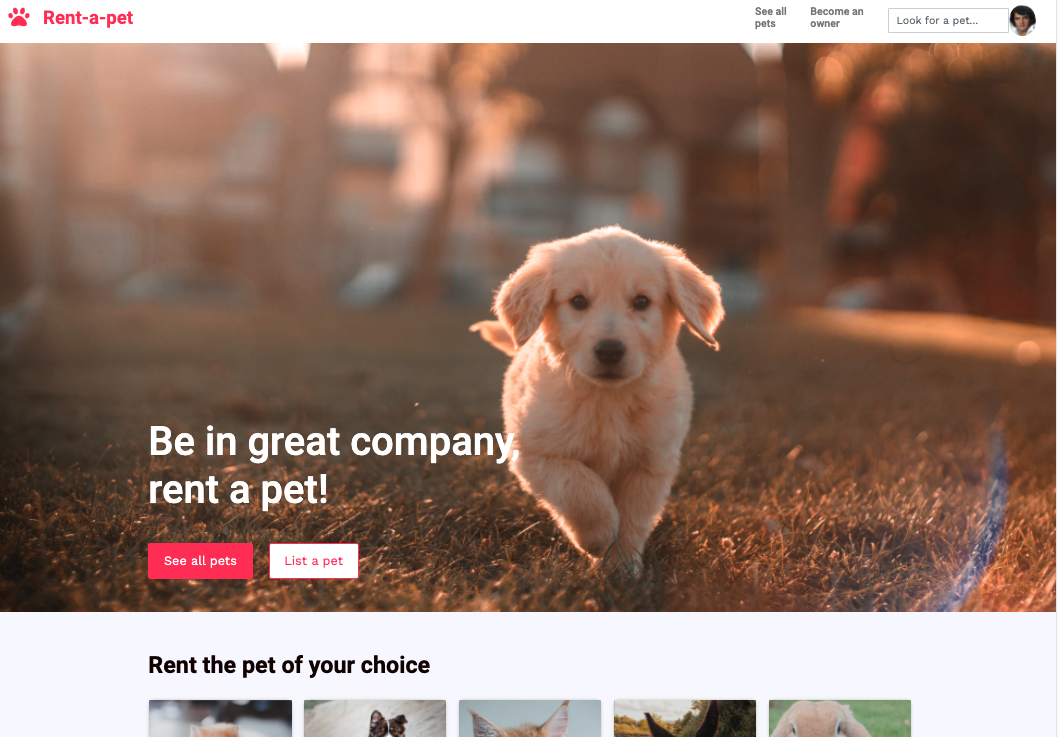 Rent-a-pet
See all
pets
Become an
owner
Look for a pet...
Be in great company,
rent a pet!
See all pets
List a pet
Rent the pet of your choice